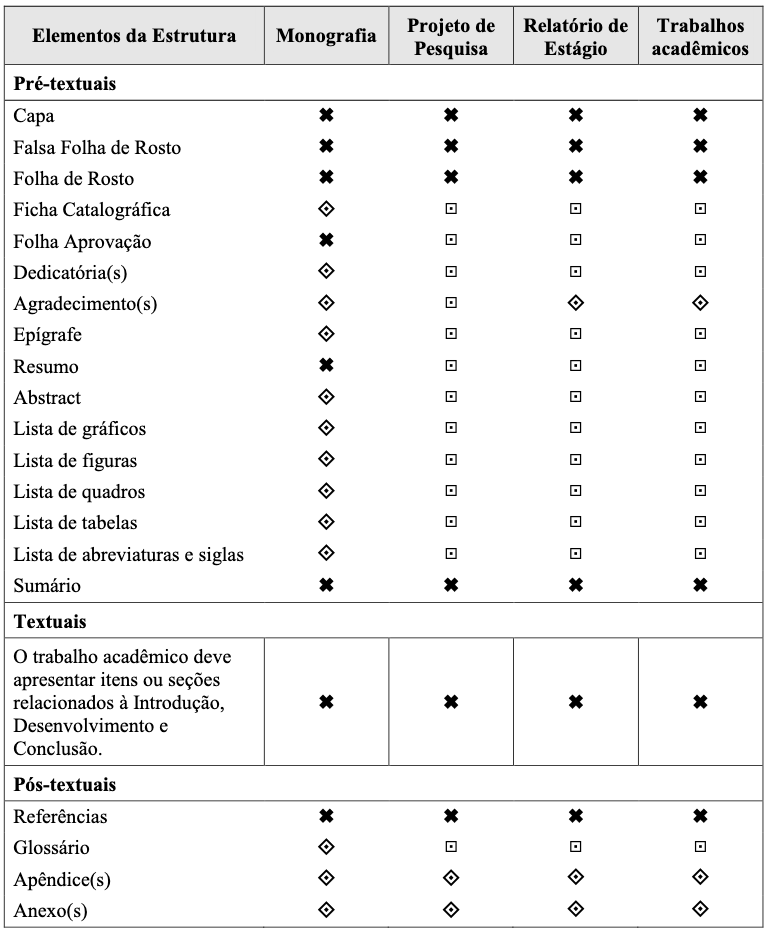 Elementos da Estrutura Monografia Projeto de Pesquisa Relatório de Estágio Trabalhos acadêmicos
Pré-textuais
Capa ✖ ✖ ✖ ✖
Falsa Folha de Rosto ✖ ✖ ✖ ✖
Folha de Rosto ✖ ✖ ✖ ✖
Ficha Catalográfica ⟐ ⊡ ⊡ ⊡
Folha Aprovação ✖ ⊡ ⊡ ⊡
Dedicatória(s) ⟐ ⊡ ⊡ ⊡
Agradecimento(s) ⟐ ⊡ ⟐ ⟐
Epígrafe ⟐ ⊡ ⊡ ⊡
Resumo ✖ ⊡ ⊡ ⊡
Abstract ⟐ ⊡ ⊡ ⊡
Lista de gráficos ⟐ ⊡ ⊡ ⊡
Lista de figuras ⟐ ⊡ ⊡ ⊡
Lista de quadros ⟐ ⊡ ⊡ ⊡
Lista de tabelas ⟐ ⊡ ⊡ ⊡
Lista de abreviaturas e siglas ⟐ ⊡ ⊡ ⊡
Sumário ✖ ✖ ✖ ✖
Textuais
O trabalho acadêmico deve
apresentar itens ou seções
relacionados à Introdução, ✖ ✖ ✖ ✖
Desenvolvimento e
Conclusão.
Pós-textuais
Referências ✖ ✖ ✖ ✖
Glossário ⟐ ⊡ ⊡ ⊡
Apêndice(s) ⟐ ⟐ ⟐ ⟐
Anexo(s) ⟐ ⟐ ⟐ ⟐